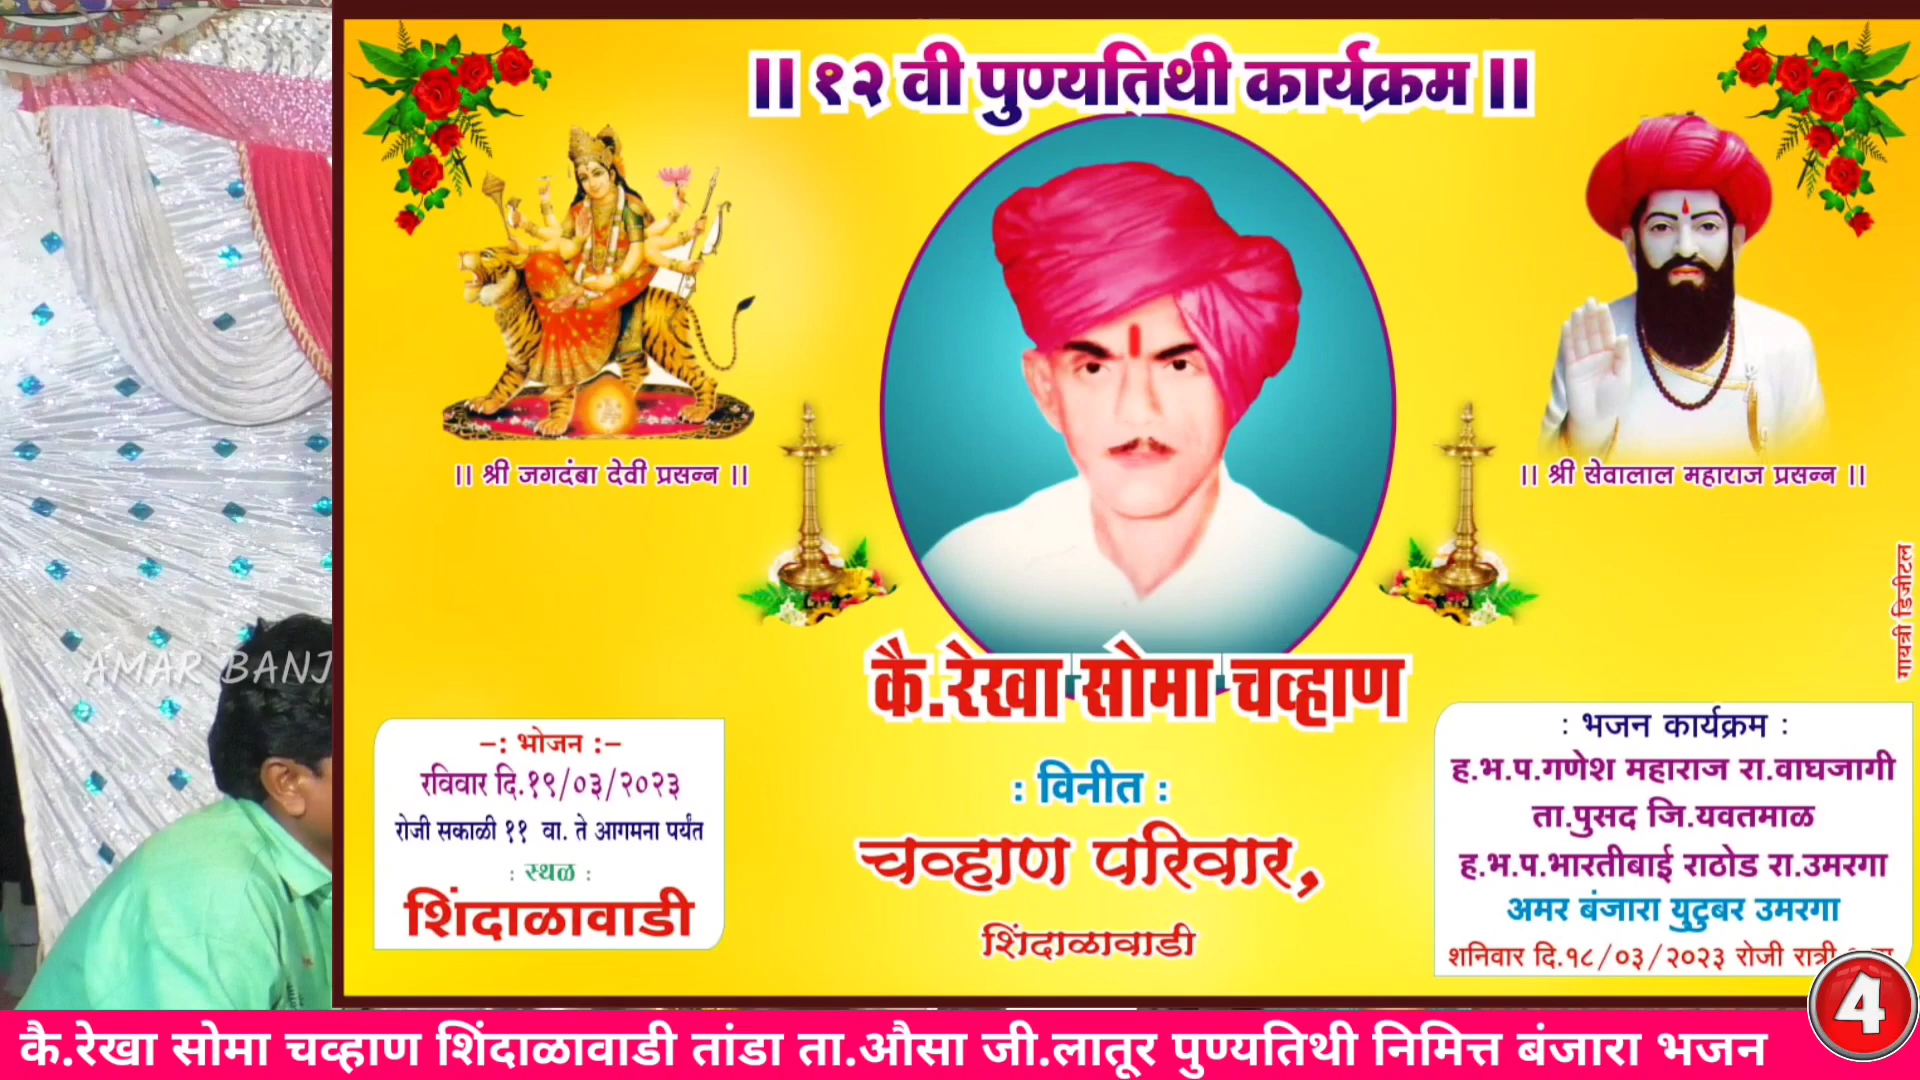 || १२ वी पुण्यतिथी कार्यक्रम ||
|| श्री जगदंबा देवी प्रसन्न ||
|| श्री सेवालाल महाराज प्रसन्न ||
गायत्री डिजीटल
AMAR BANJ
कै.रेखा सोमा चव्हाण
: विनीत :
चव्हाण परिवार,
शिंदाळावाडी
-: भोजन :-
रविवार दि.१९/०३/२०२३
रोजी सकाळी ११ वा. ते आगमना पर्यंत
: स्थळ :
शिंदाळावाडी
: भजन कार्यक्रम :
ह.भ.प.गणेश महाराज रा.वाघजागी
ता.पुसद जि.यवतमाळ
ह.भ.प.भारतीबाई राठोड रा.उमरगा
अमर बंजारा युटुबर उमरगा
शनिवार दि.१८/०३/२०२३ रोजी रात्री
4
कै.रेखा सोमा चव्हाण शिंदाळावाडी तांडा ता.औसा जी.लातूर पुण्यतिथी निमित्त बंजारा भजन